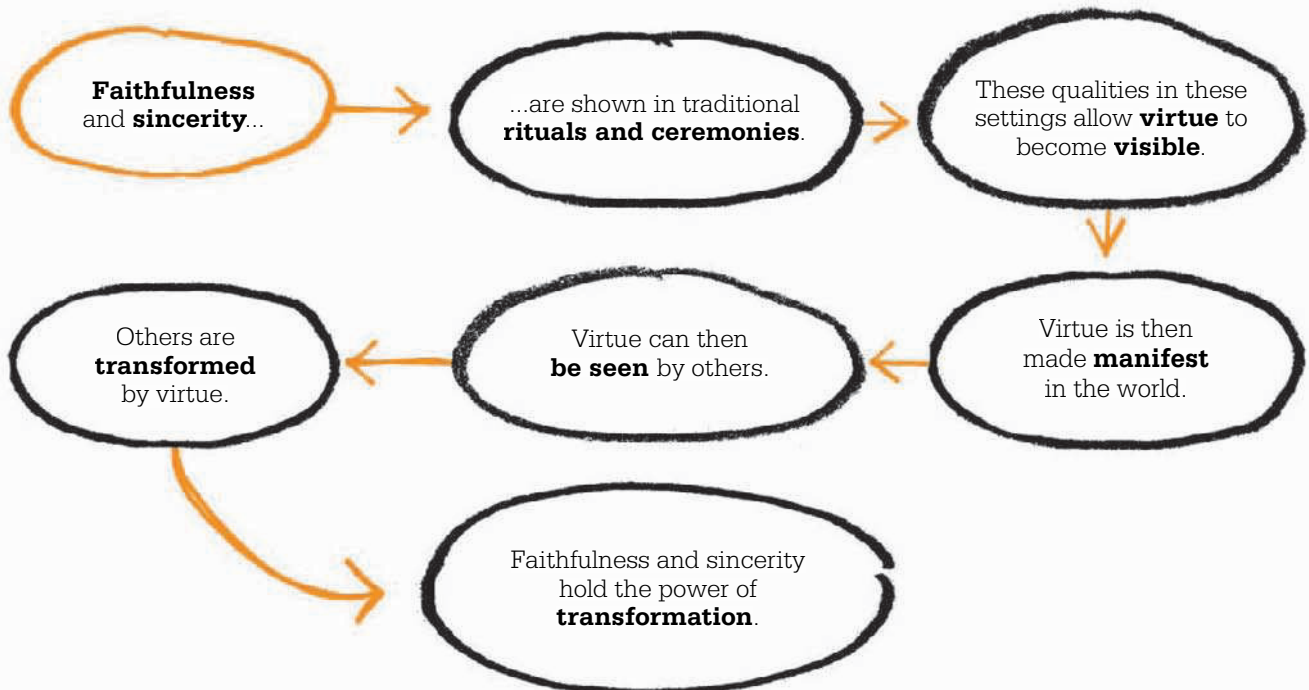 Faithfulness
and sincerity...
...are shown in traditional
rituals and ceremonies.
These qualities in these
settings allow virtue to
become visible.
Virtue is then
made manifest
in the world.
Virtue can then
be seen by others.
Others are
transformed
by virtue.
Faithfulness and sincerity
hold the power of
transformation.